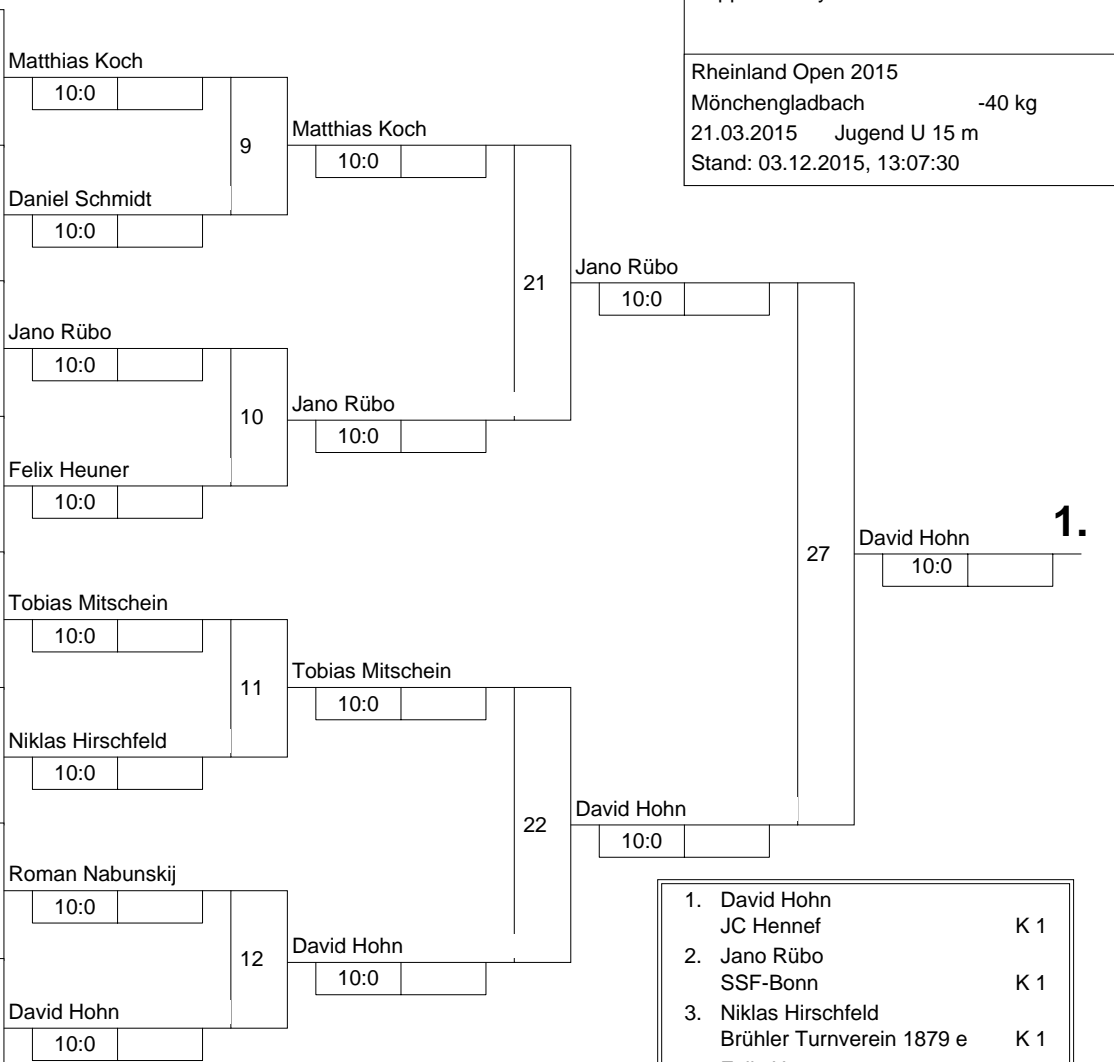 Rheinland Open 2015
Mönchengladbach -40 kg
21.03.2015 Jugend U 15 m
Stand: 03.12.2015, 13:07:30
Matthias Koch
10:0
9
Matthias Koch
10:0
Daniel Schmidt
10:0
21
Jano Rübo
10:0
Jano Rübo
10:0
10
Jano Rübo
10:0
Felix Heuner
10:0
27
David Hohn
1.
10:0
Tobias Mitschein
10:0
11
Tobias Mitschein
10:0
Niklas Hirschfeld
10:0
22
David Hohn
10:0
Roman Nabunskij
10:0
12
David Hohn
10:0
David Hohn
10:0
1. David Hohn
JC Hennef K 1
2. Jano Rübo
SSF-Bonn K 1
3. Niklas Hirschfeld
Brühler Turnverein 1879 e K 1